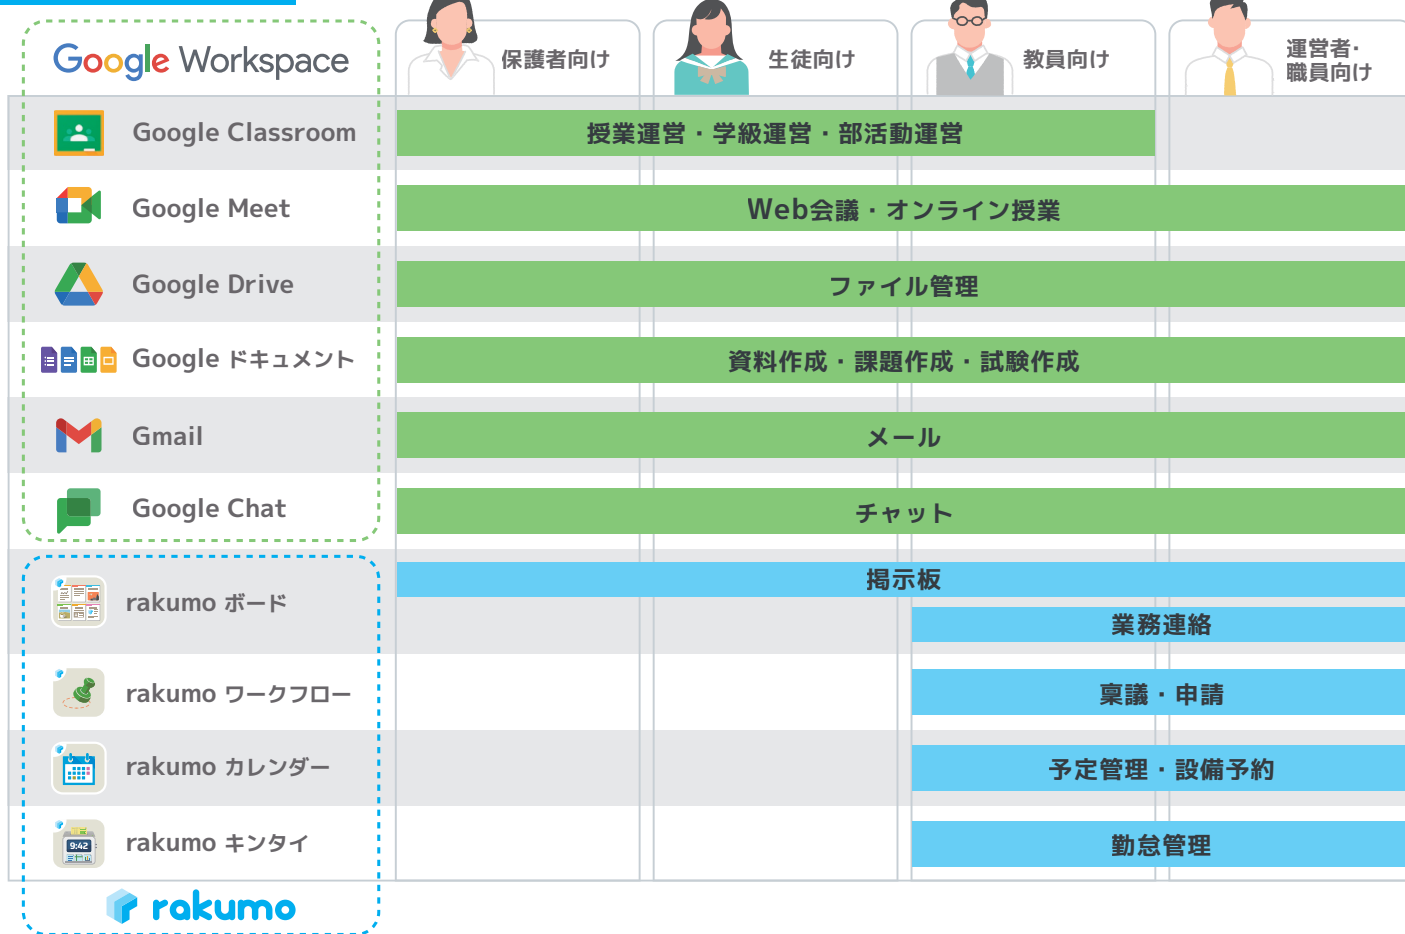 Google Workspace
保護者向け
生徒向け
教員向け
運営者・
職員向け
Google Classroom
授業運営・学級運営・部活動運営
Google Meet
Web会議・オンライン授業
Google Drive
ファイル管理
Google ドキュメント
資料作成・課題作成・試験作成
Gmail
メール
Google Chat
チャット
rakumo ボード
掲示板
業務連絡
rakumo ワークフロー
稟議・申請
rakumo カレンダー
予定管理・設備予約
rakumo キンタイ
9:42
勤怠管理
rakumo